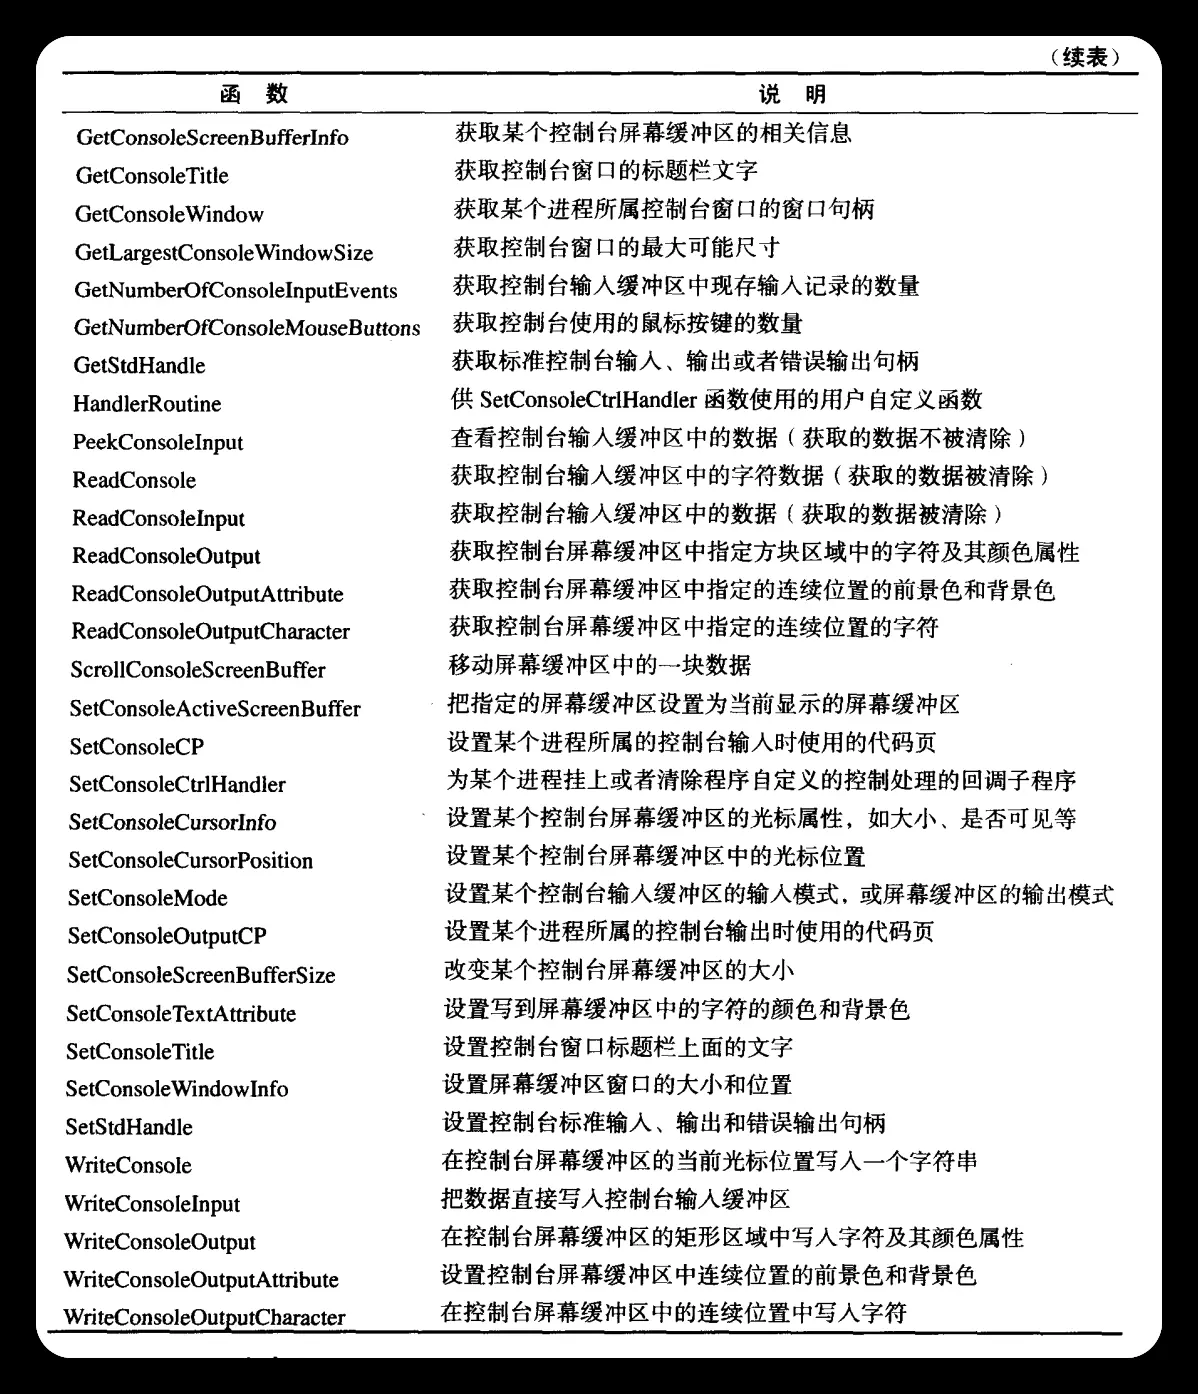 （续表）
函 数 说 明
GetConsoleScreenBufferInfo 获取某个控制台屏幕缓冲区的相关信息
GetConsoleTitle 获取控制台窗口的标题栏文字
GetConsoleWindow 获取某个进程所属控制台窗口的窗口句柄
GetLargestConsoleWindowSize 获取控制台窗口的最大可能尺寸
GetNumberOfConsoleInputEvents 获取控制台输入缓冲区中现存输入记录的数量
GetNumberOfConsoleMouseButtons 获取控制台使用的鼠标按键的数量
GetStdHandle 获取标准控制台输入、输出或者错误输出句柄
HandlerRoutine 供 SetConsoleCtrlHandler 函数使用的用户自定义函数
PeekConsoleInput 查看控制台输入缓冲区中的数据（获取的数据不被清除）
ReadConsole 获取控制台输入缓冲区中的字符数据（获取的数据被清除）
ReadConsoleInput 获取控制台输入缓冲区中的数据（获取的数据被清除）
ReadConsoleOutput 获取控制台屏幕缓冲区中指定方块区域中的字符及其颜色属性
ReadConsoleOutputAttribute 获取控制台屏幕缓冲区中指定的连续位置的前景色和背景色
ReadConsoleOutputCharacter 获取控制台屏幕缓冲区中指定的连续位置的字符
ScrollConsoleScreenBuffer 移动屏幕缓冲区中的一块数据
SetConsoleActiveScreenBuffer 把指定的屏幕缓冲区设置为当前显示的屏幕缓冲区
SetConsoleCP 设置某个进程所属的控制台输入时使用的代码页
SetConsoleCtrlHandler 为某个进程挂上或者清除程序自定义的控制处理的回调子程序
SetConsoleCursorInfo 设置某个控制台屏幕缓冲区的光标属性，如大小、是否可见等
SetConsoleCursorPosition 设置某个控制台屏幕缓冲区中的光标位置
SetConsoleMode 设置某个控制台输入缓冲区的输入模式，或屏幕缓冲区的输出模式
SetConsoleOutputCP 设置某个进程所属的控制台输出时使用的代码页
SetConsoleScreenBufferSize 改变某个控制台屏幕缓冲区的大小
SetConsoleTextAttribute 设置写到屏幕缓冲区中的字符的颜色和背景色
SetConsoleTitle 设置控制台窗口标题栏上面的文字
SetConsoleWindowInfo 设置屏幕缓冲区窗口的大小和位置
SetStdHandle 设置控制台标准输入、输出和错误输出句柄
WriteConsole 在控制台屏幕缓冲区的当前光标位置写入一个字符串
WriteConsoleInput 把数据直接写入控制台输入缓冲区
WriteConsoleOutput 在控制台屏幕缓冲区的矩形区域中写入字符及其颜色属性
WriteConsoleOutputAttribute 设置控制台屏幕缓冲区中连续位置的前景色和背景色
WriteConsoleOutputCharacter 在控制台屏幕缓冲区中的连续位置中写入字符